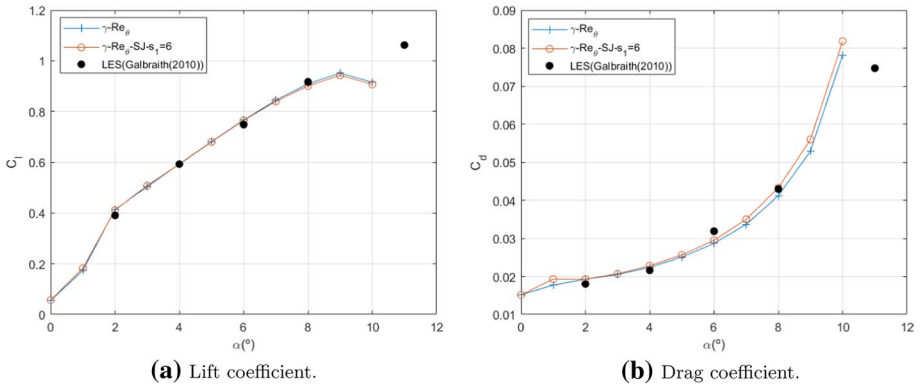 1.2
1
0.8
0.6
0.4
0.2
0
C_l
γ-Re_θ
γ-Re_θ-SJ-s_1=6
LES(Galbraith(2010))
0 2 4 6 8 10 12
α(º)
(a) Lift coefficient.
0.09
0.08
0.07
0.06
0.05
0.04
0.03
0.02
0.01
C_d
γ-Re_θ
γ-Re_θ-SJ-s_1=6
LES(Galbraith(2010))
0 2 4 6 8 10 12
α(º)
(b) Drag coefficient.